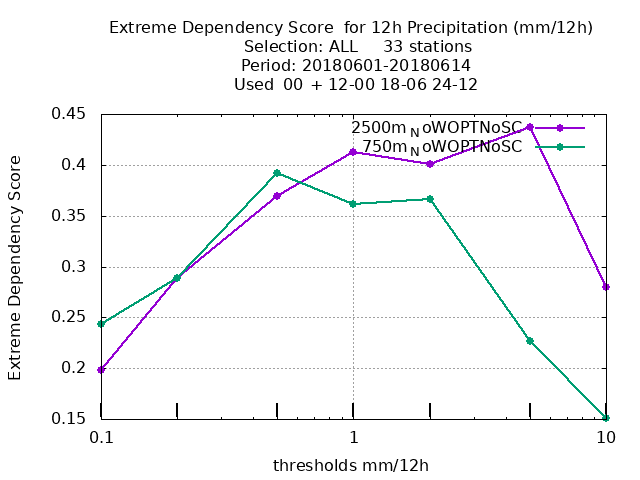 Extreme Dependency Score  for 12h Precipitation (mm/12h)
Selection: ALL     33 stations
Period: 20180601-20180614
Used  00  + 12-00 18-06 24-12
2500m_NoWOPTNoSC
750m_NoWOPTNoSC
Extreme Dependency Score
0.45
0.4
0.35
0.3
0.25
0.2
0.15
0.1 1 10
thresholds mm/12h